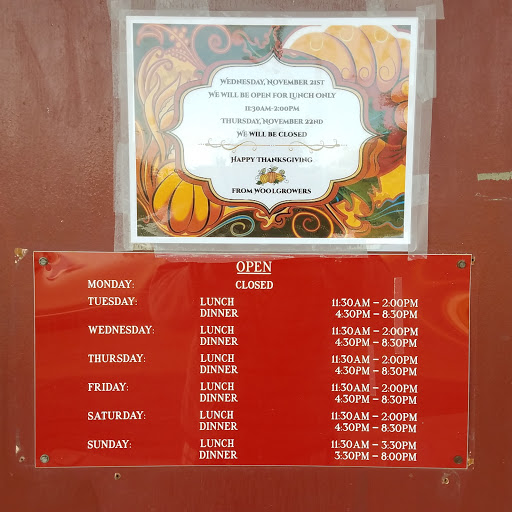 Wednesday, November 21st
We will be open for Lunch only
11:30am-2:00pm
Thursday, November 22nd
We will be closed
Happy Thanksgiving
from Woolgrowers
OPEN
MONDAY: CLOSED
TUESDAY: LUNCH 11:30AM – 2:00PM
DINNER 4:30PM – 8:30PM
WEDNESDAY: LUNCH 11:30AM – 2:00PM
DINNER 4:30PM – 8:30PM
THURSDAY: LUNCH 11:30AM – 2:00PM
DINNER 4:30PM – 8:30PM
FRIDAY: LUNCH 11:30AM – 2:00PM
DINNER 4:30PM – 8:30PM
SATURDAY: LUNCH 11:30AM – 2:00PM
DINNER 4:30PM – 8:30PM
SUNDAY: LUNCH 11:30AM – 3:30PM
DINNER 3:30PM – 8:00PM